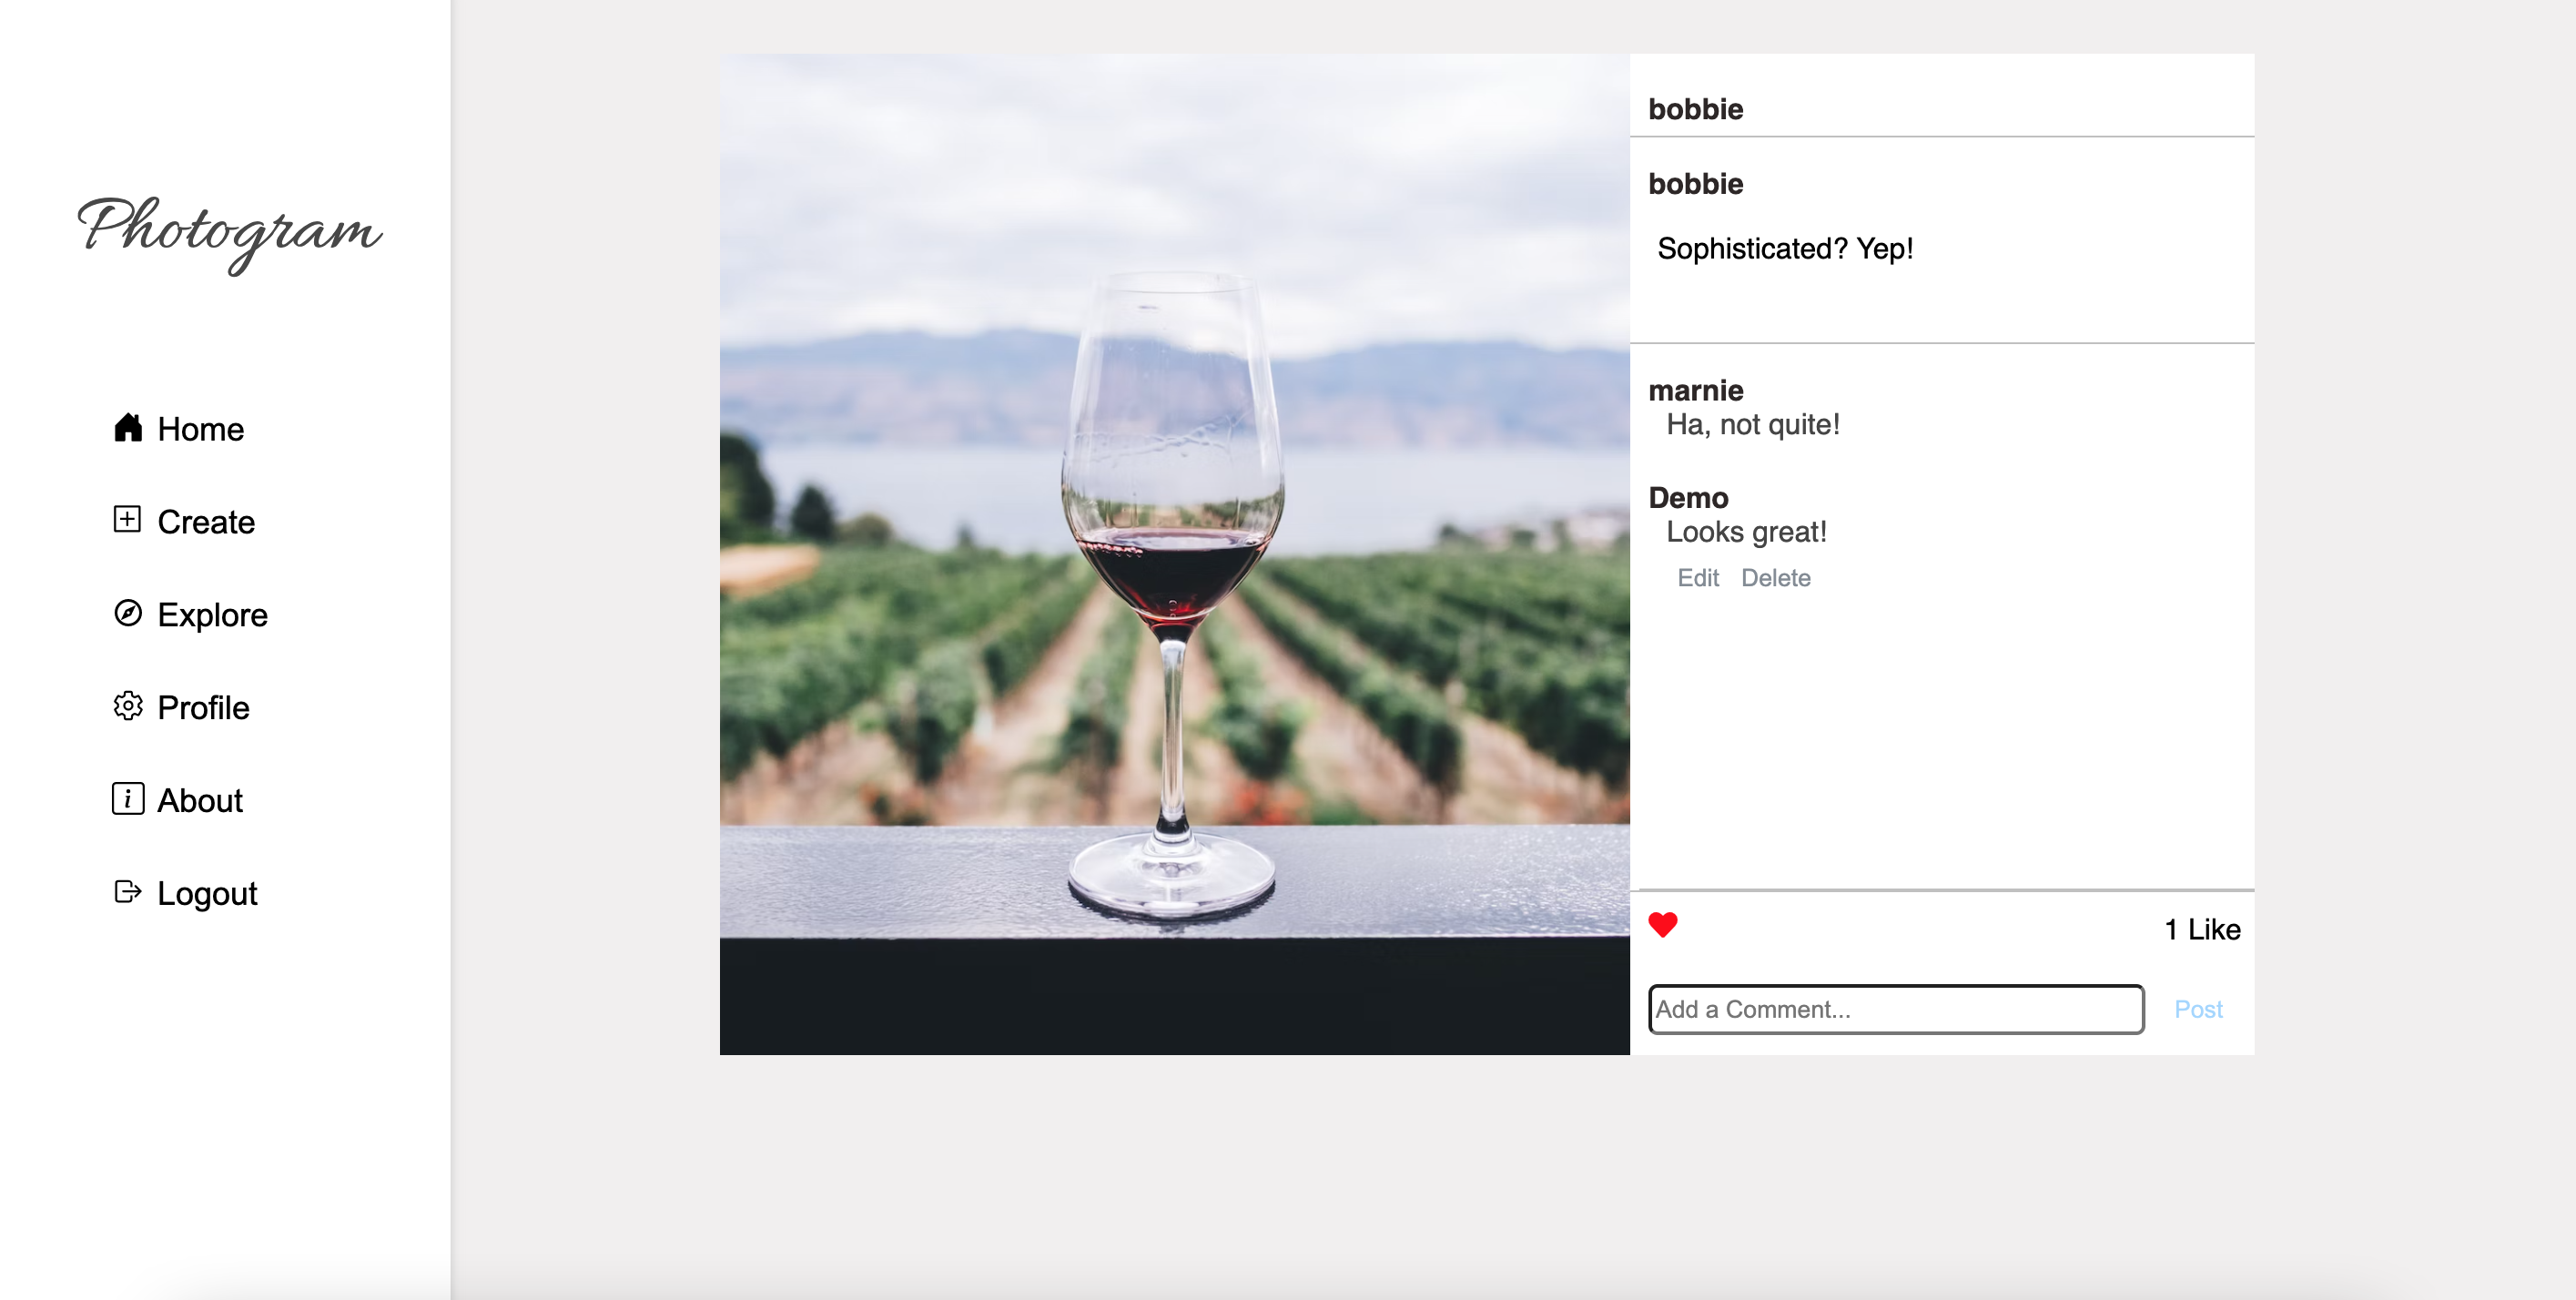 Photogram
Home
Create
Explore
Profile
About
Logout
bobbie
bobbie
Sophisticated? Yep!
marnie
Ha, not quite!
Demo
Looks great!
Edit Delete
1 Like
Add a Comment... Post